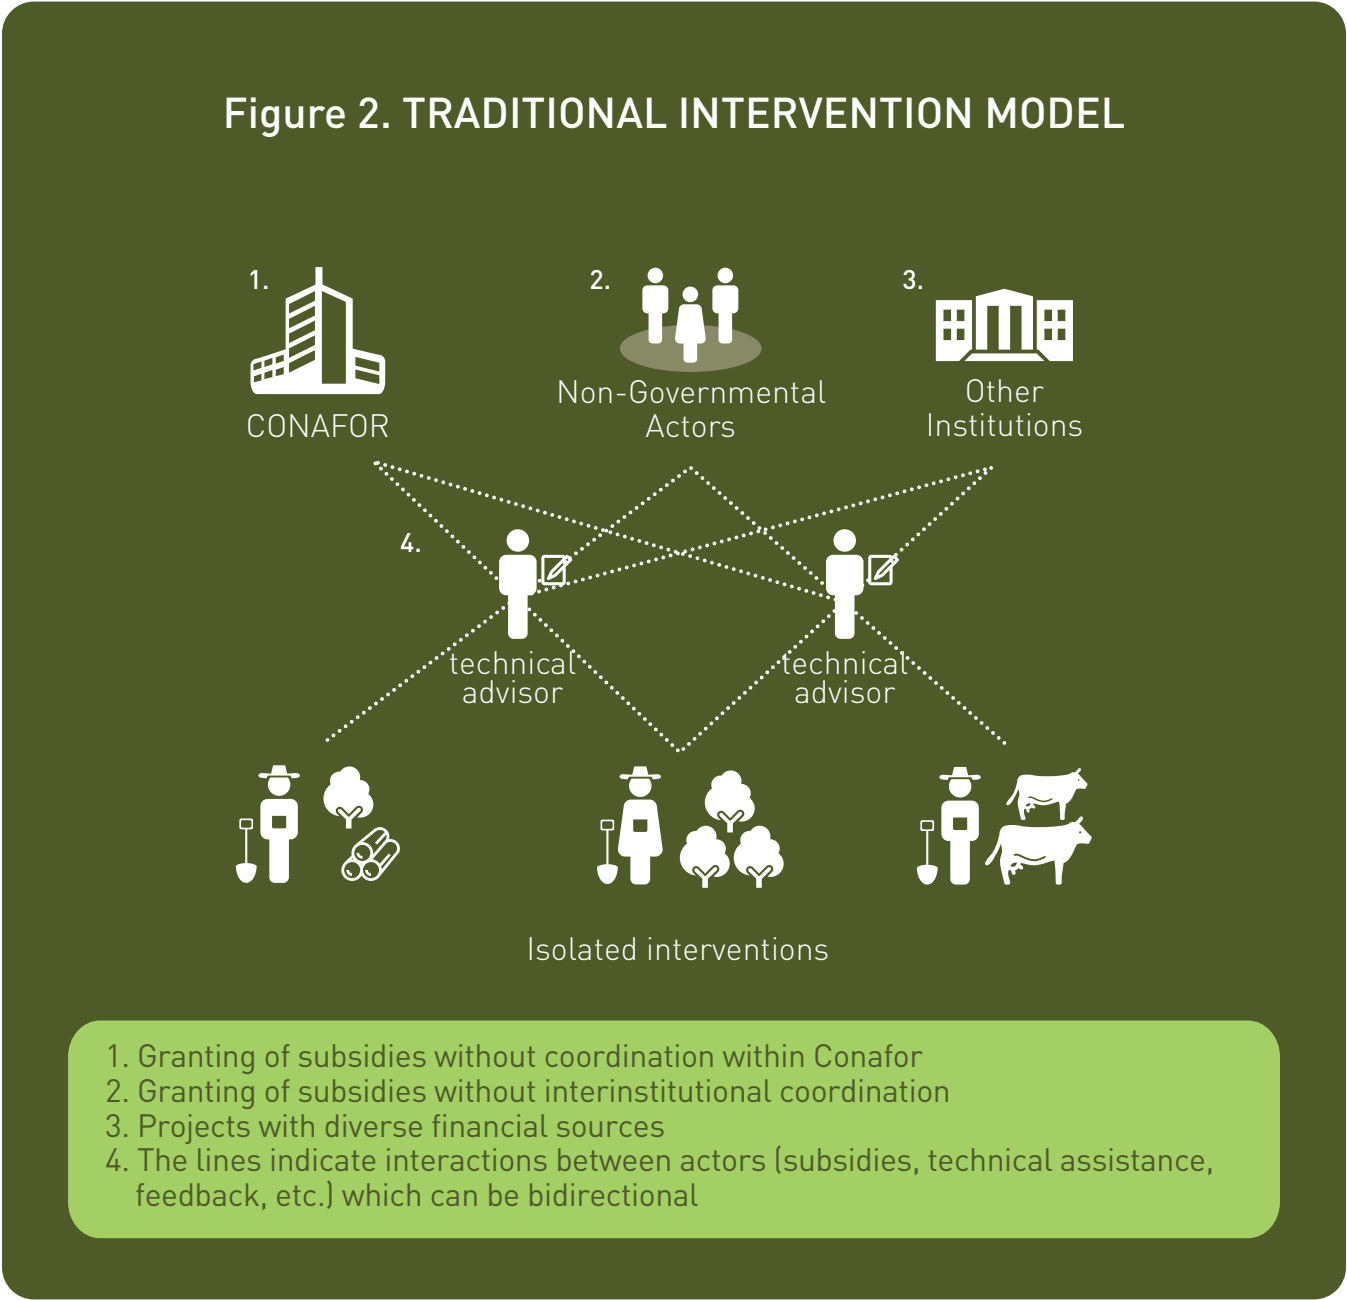 Figure 2. TRADITIONAL INTERVENTION MODEL
1.
CONAFOR
2.
Non-Governmental
Actors
3.
Other
Institutions
4.
technical
advisor
technical
advisor
Isolated interventions
1. Granting of subsidies without coordination within Conafor
2. Granting of subsidies without interinstitutional coordination
3. Projects with diverse financial sources
4. The lines indicate interactions between actors (subsidies, technical assistance,
feedback, etc.) which can be bidirectional